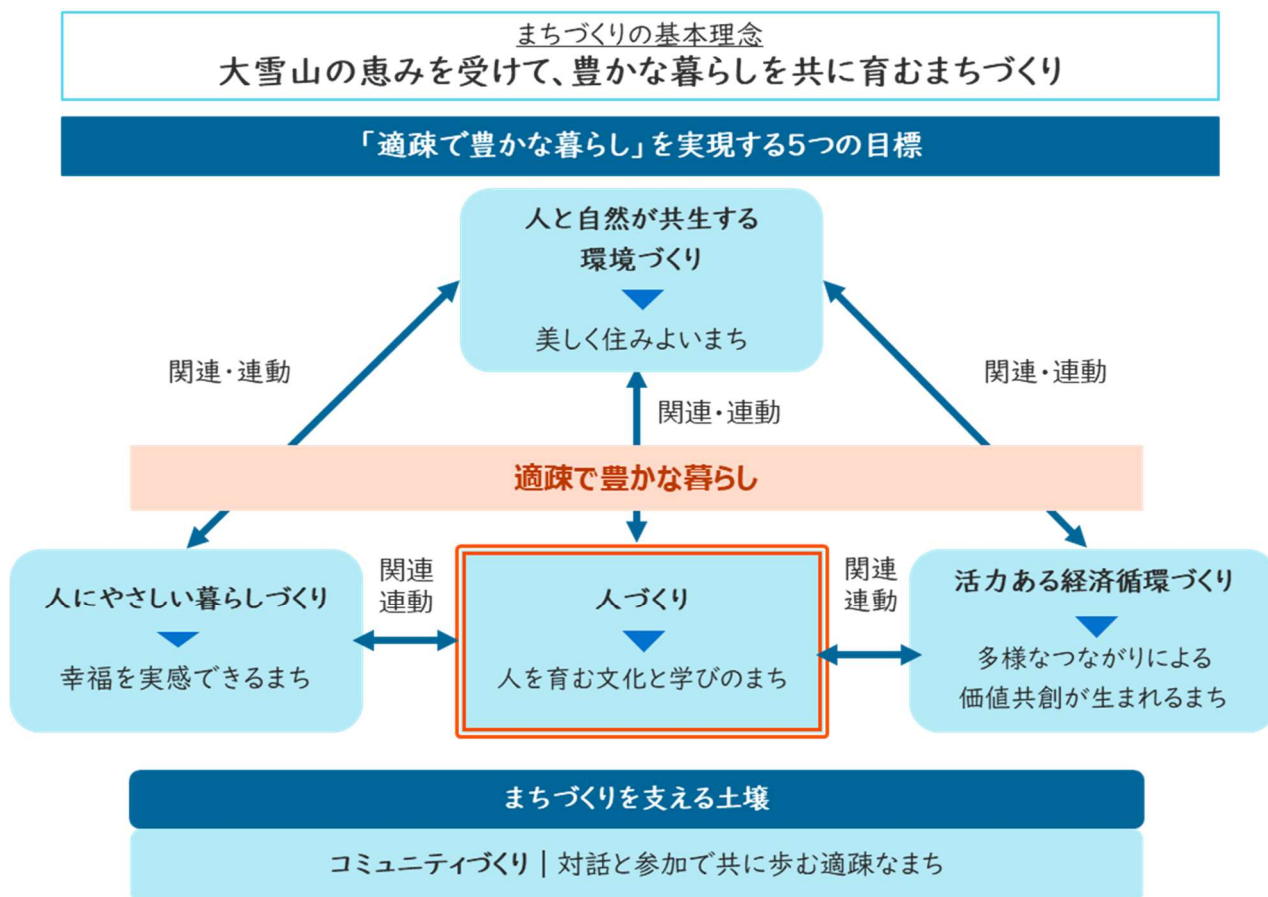 まちづくりの基本理念
大雪山の恵みを受けて、豊かな暮らしを共に育むまちづくり
「適疎で豊かな暮らし」を実現する5つの目標
人と自然が共生する
環境づくり
美しく住みよいまち
関連・連動
関連・連動
関連・連動
適疎で豊かな暮らし
人にやさしい暮らしづくり
幸福を実感できるまち
関連
連動
人づくり
人を育む文化と学びのまち
関連
連動
活力ある経済循環づくり
多様なつながりによる
価値共創が生まれるまち
まちづくりを支える土壌
コミュニティづくり｜対話と参加で共に歩む適疎なまち